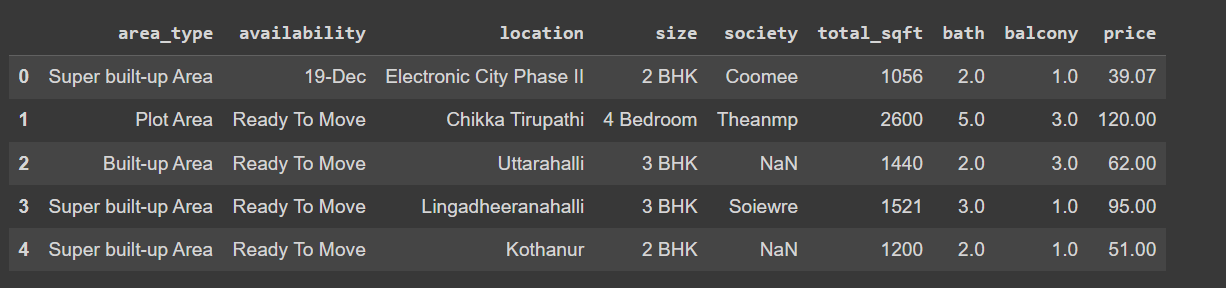 area_type availability location size society total_sqft bath balcony price
0 Super built-up Area 19-Dec Electronic City Phase II 2 BHK Coomee 1056 2.0 1.0 39.07
1 Plot Area Ready To Move Chikka Tirupathi 4 Bedroom Theanmp 2600 5.0 3.0 120.00
2 Built-up Area Ready To Move Uttarahalli 3 BHK NaN 1440 2.0 3.0 62.00
3 Super built-up Area Ready To Move Lingadheeranahalli 3 BHK Soiewre 1521 3.0 1.0 95.00
4 Super built-up Area Ready To Move Kothanur 2 BHK NaN 1200 2.0 1.0 51.00